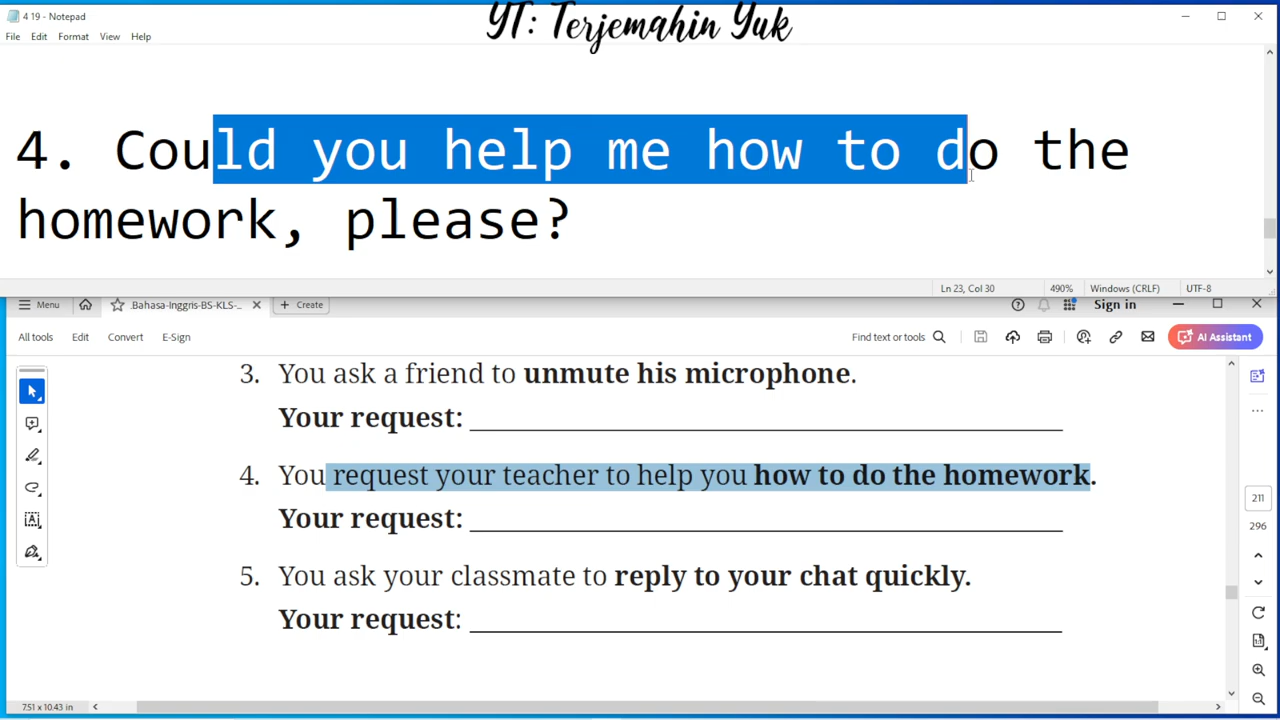 4 19 - Notepad
YT: Terjemahin Yuk
File Edit Format View Help
4. Could you help me how to do the
homework, please?
Ln 23, Col 30 490% Windows (CRLF) UTF-8
Menu Bahasa-Inggris-BS-KLS-... Create Sign in
All tools Edit Convert E-Sign Find text or tools AI Assistant
3. You ask a friend to unmute his microphone.
Your request:
4. You request your teacher to help you how to do the homework.
Your request:
211
296
5. You ask your classmate to reply to your chat quickly.
Your request:
7.51 x 10.43 in